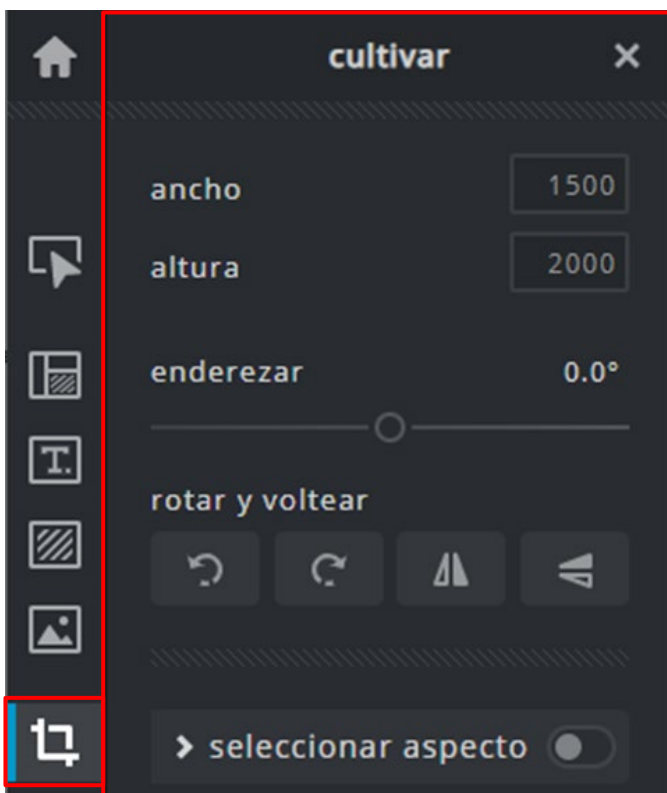 cultivar
ancho 1500
altura 2000
enderezar 0.0°
rotar y voltear
T.
seleccionar aspecto